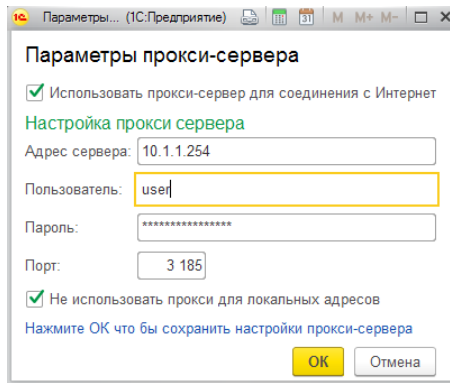 1С Параметры... (1С:Предприятие) 31 M M+ M-
Параметры прокси-сервера
Использовать прокси-сервер для соединения с Интернет
Настройка прокси сервера
Адрес сервера: 10.1.1.254
Пользователь: user
Пароль: ****************
Порт: 3 185
Не использовать прокси для локальных адресов
Нажмите ОК что бы сохранить настройки прокси-сервера
ОК Отмена